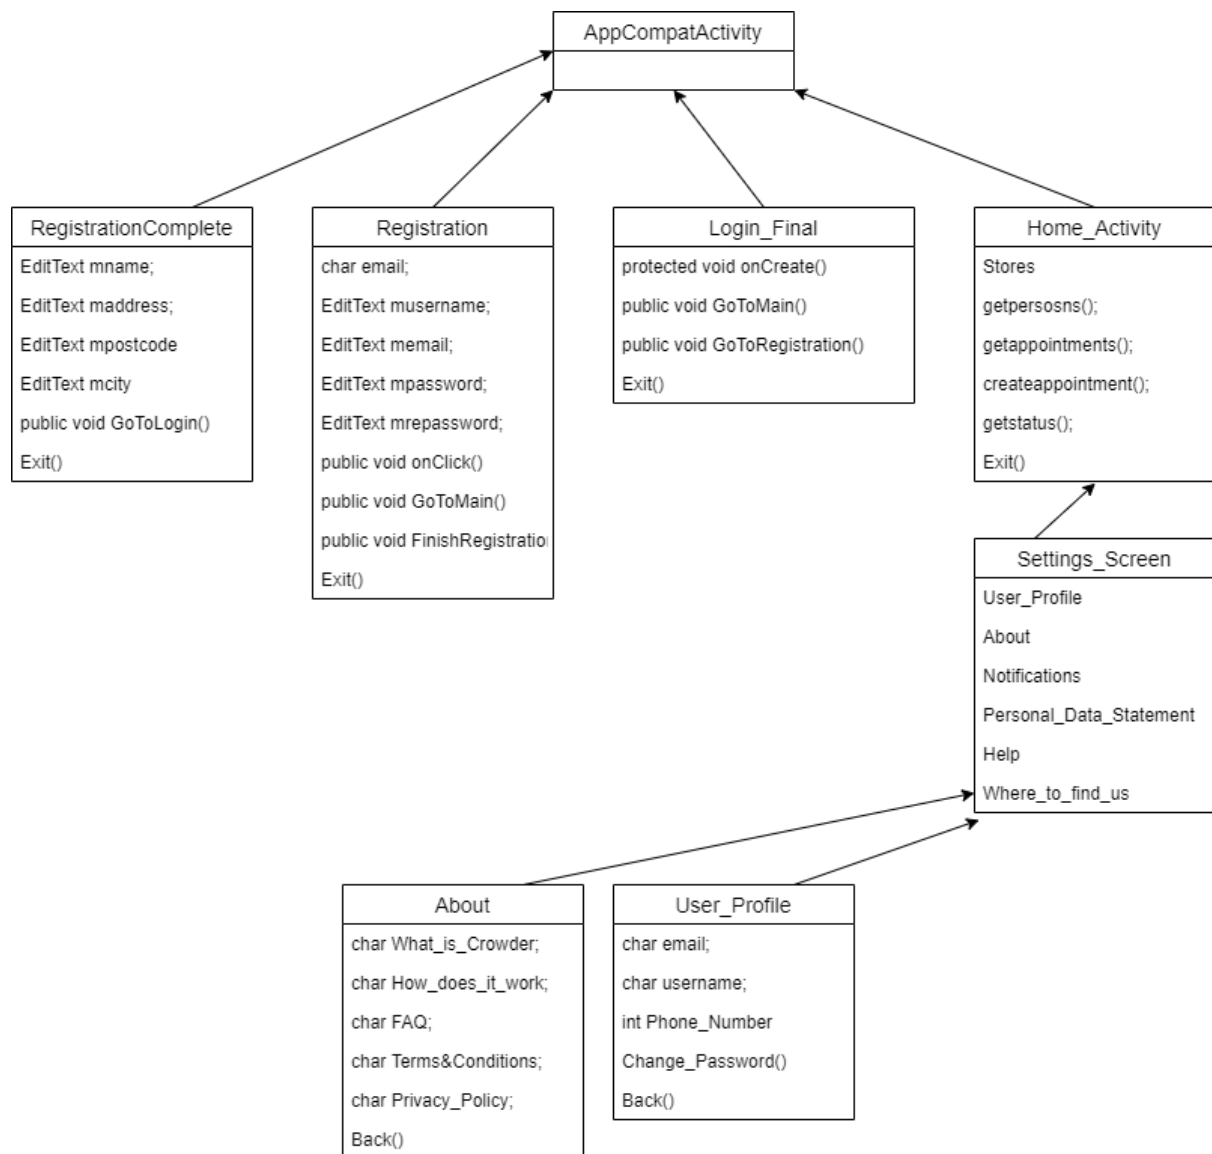 AppCompatActivity
RegistrationComplete
EditText mname;
EditText maddress;
EditText mpostcode
EditText mcity
public void GoToLogin()
Exit()
Registration
char email;
EditText musername;
EditText memail;
EditText mpassword;
EditText mrepassword;
public void onClick()
public void GoToMain()
public void FinishRegistration
Exit()
Login_Final
protected void onCreate()
public void GoToMain()
public void GoToRegistration()
Exit()
Home_Activity
Stores
getpersosns();
getappointments();
createappointment();
getstatus();
Exit()
Settings_Screen
User_Profile
About
Notifications
Personal_Data_Statement
Help
Where_to_find_us
About
char What_is_Crowder;
char How_does_it_work;
char FAQ;
char Terms&Conditions;
char Privacy_Policy;
Back()
User_Profile
char email;
char username;
int Phone_Number
Change_Password()
Back()